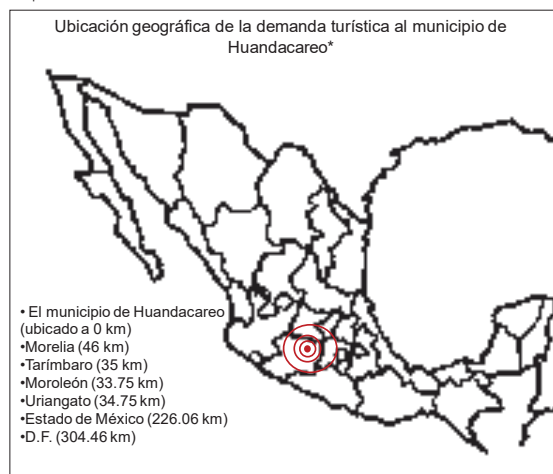 Ubicación geográfica de la demanda turística al municipio de
Huandacareo*
• El municipio de Huandacareo
(ubicado a 0 km)
•Morelia (46 km)
•Tarímbaro (35 km)
•Moroleón (33.75 km)
•Uriangato (34.75 km)
•Estado de México (226.06 km)
•D.F. (304.46 km)